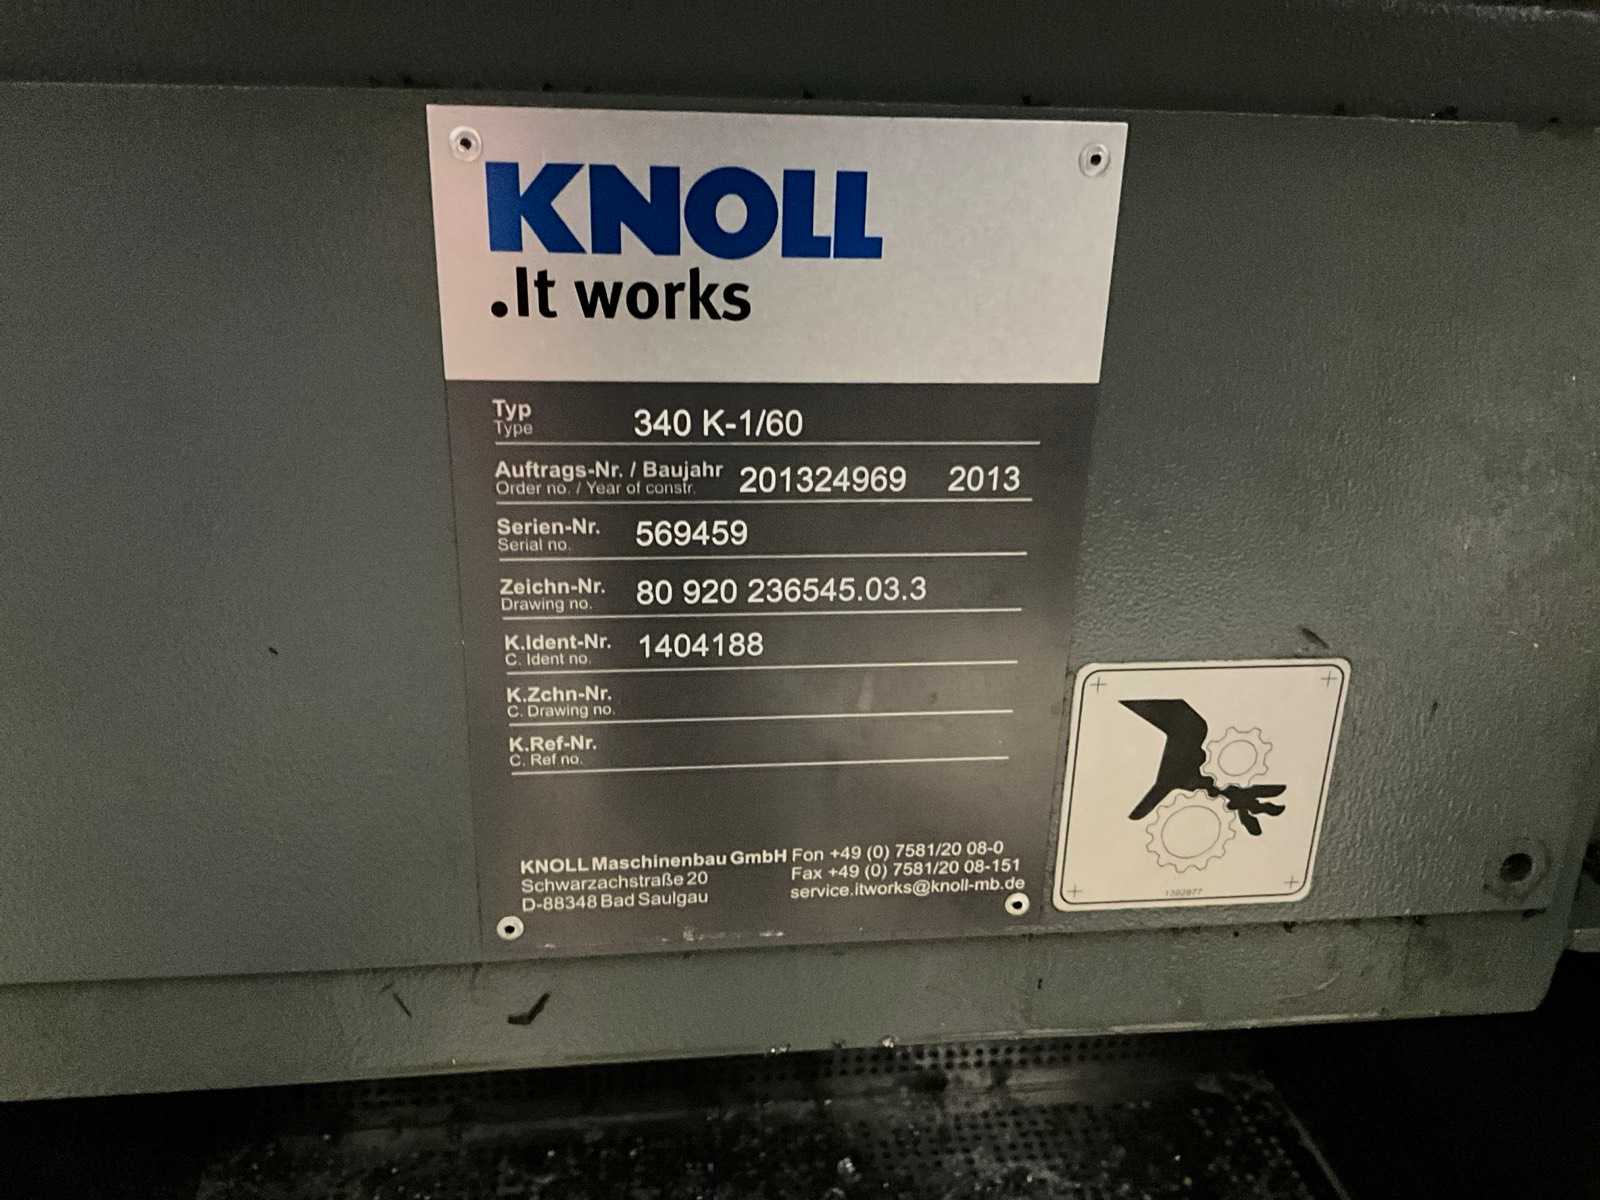 KNOLL
.It works
Typ
Type
340 K-1/60
Auftrags-Nr. / Baujahr
Order no. / Year of constr.
201324969 2013
Serien-Nr.
Serial no.
569459
Zeichn-Nr.
Drawing no.
80 920 236545.03.3
K.Ident-Nr.
C. Ident no.
1404188
K.Zchn-Nr.
C. Drawing no.
K.Ref-Nr.
C. Ref no.
KNOLL Maschinenbau GmbH
Schwarzachstraße 20
D-88348 Bad Saulgau
Fon +49 (0) 7581/20 08-0
Fax +49 (0) 7581/20 08-151
service.itworks@knoll-mb.de